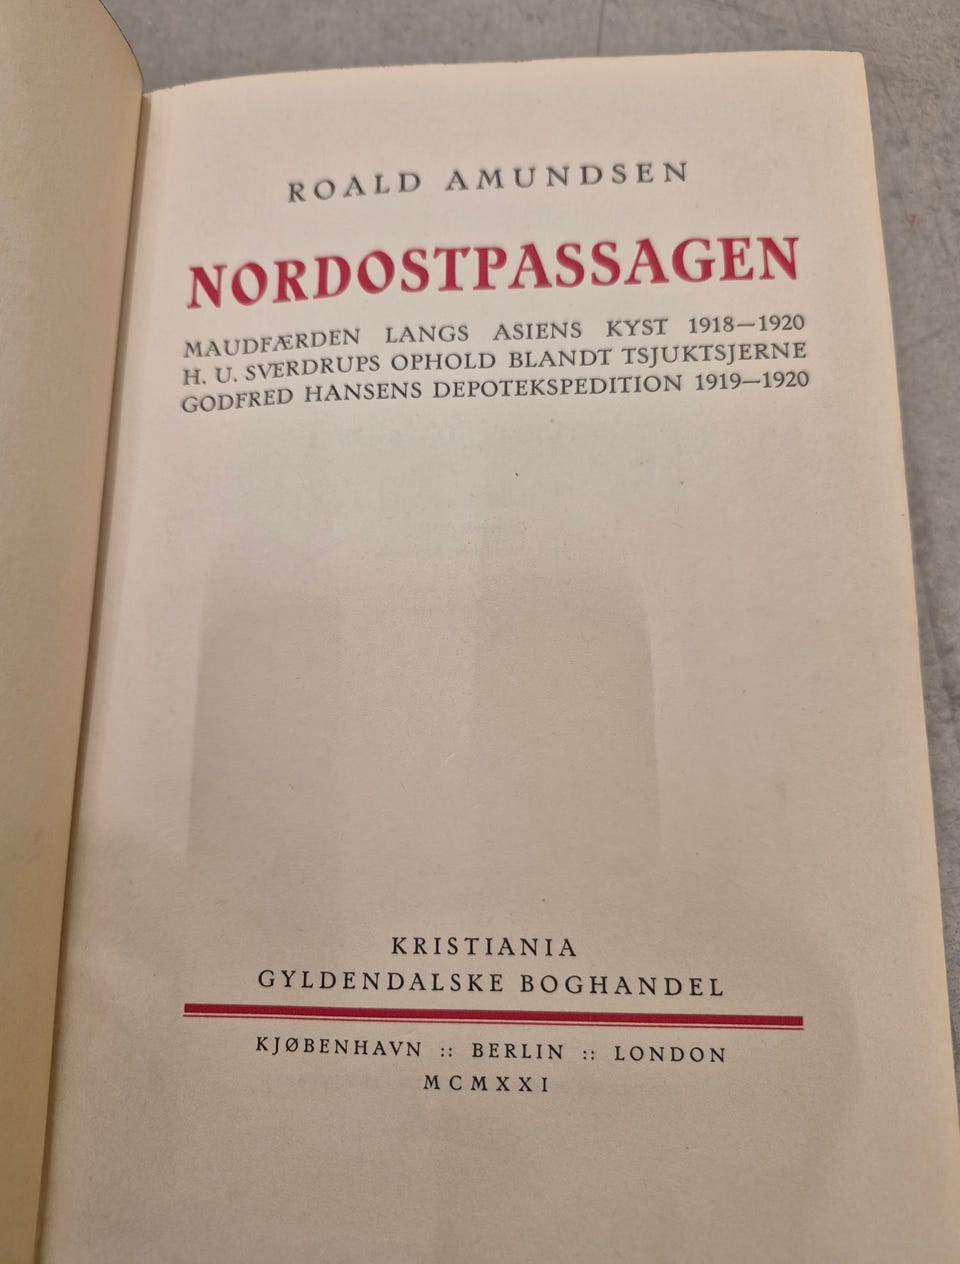 ROALD AMUNDSEN
NORDOSTPASSAGEN
MAUDFÆRDEN LANGS ASIENS KYST 1918—1920
H. U. SVERDRUPS OPHOLD BLANDT TSJUKTSJERNE
GODFRED HANSENS DEPOTEKSPEDITION 1919—1920
KRISTIANIA
GYLDENDALSKE BOGHANDEL
KJØBENHAVN :: BERLIN :: LONDON
MCMXXI